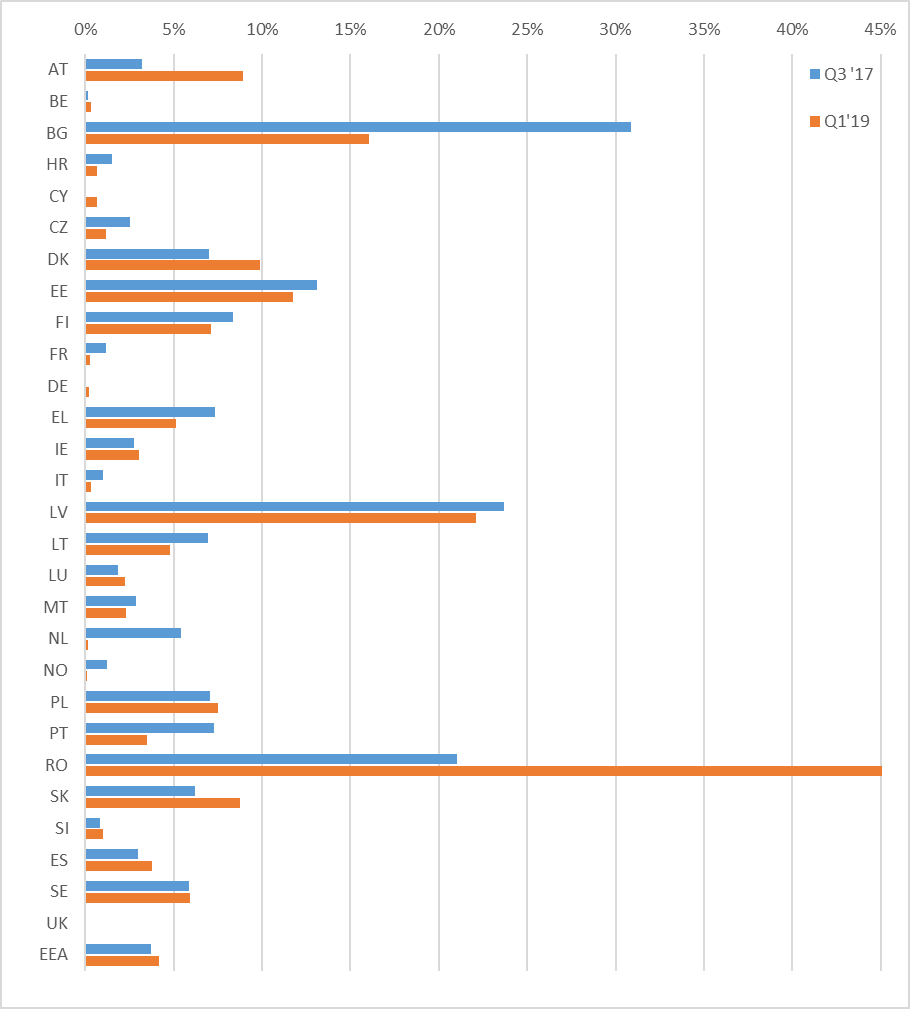 0% 5% 10% 15% 20% 25% 30% 35% 40% 45%
AT
BE
BG
HR
CY
CZ
DK
EE
FI
FR
DE
EL
IE
IT
LV
LT
LU
MT
NL
NO
PL
PT
RO
SK
SI
ES
SE
UK
EEA
Q3 '17
Q1'19